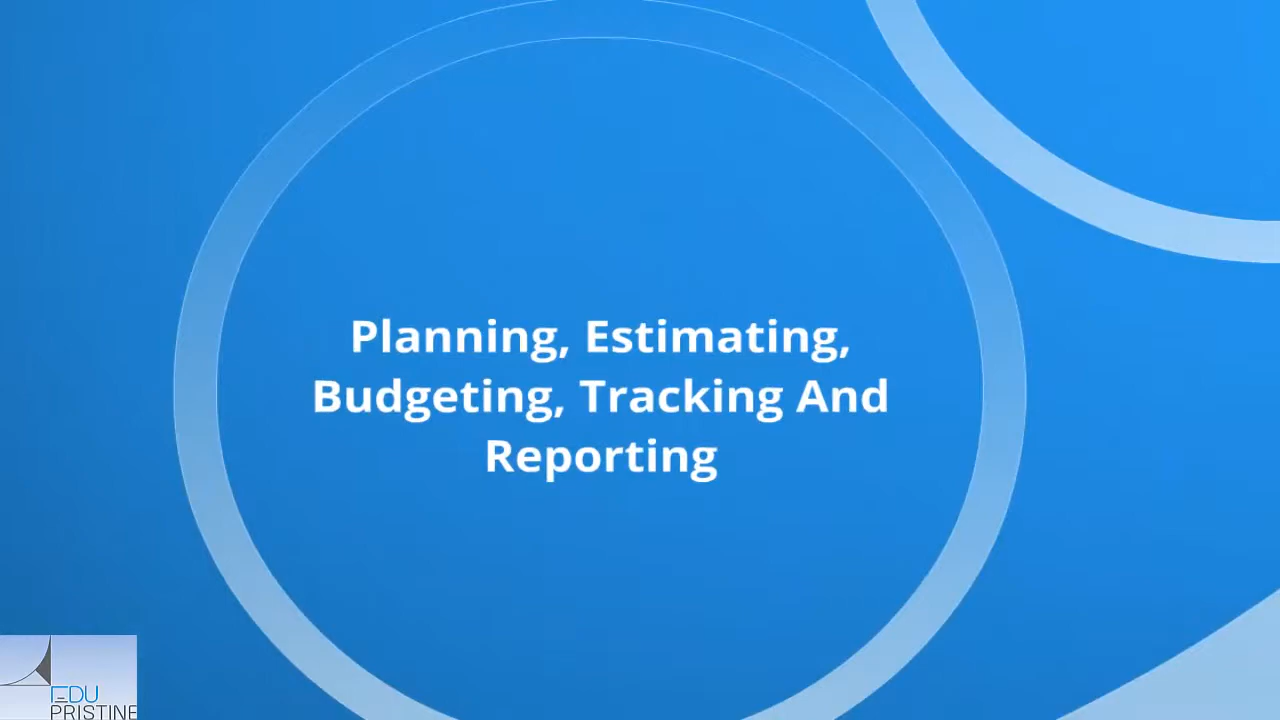 Planning, Estimating,
Budgeting, Tracking And
Reporting
EDU
PRISTINE